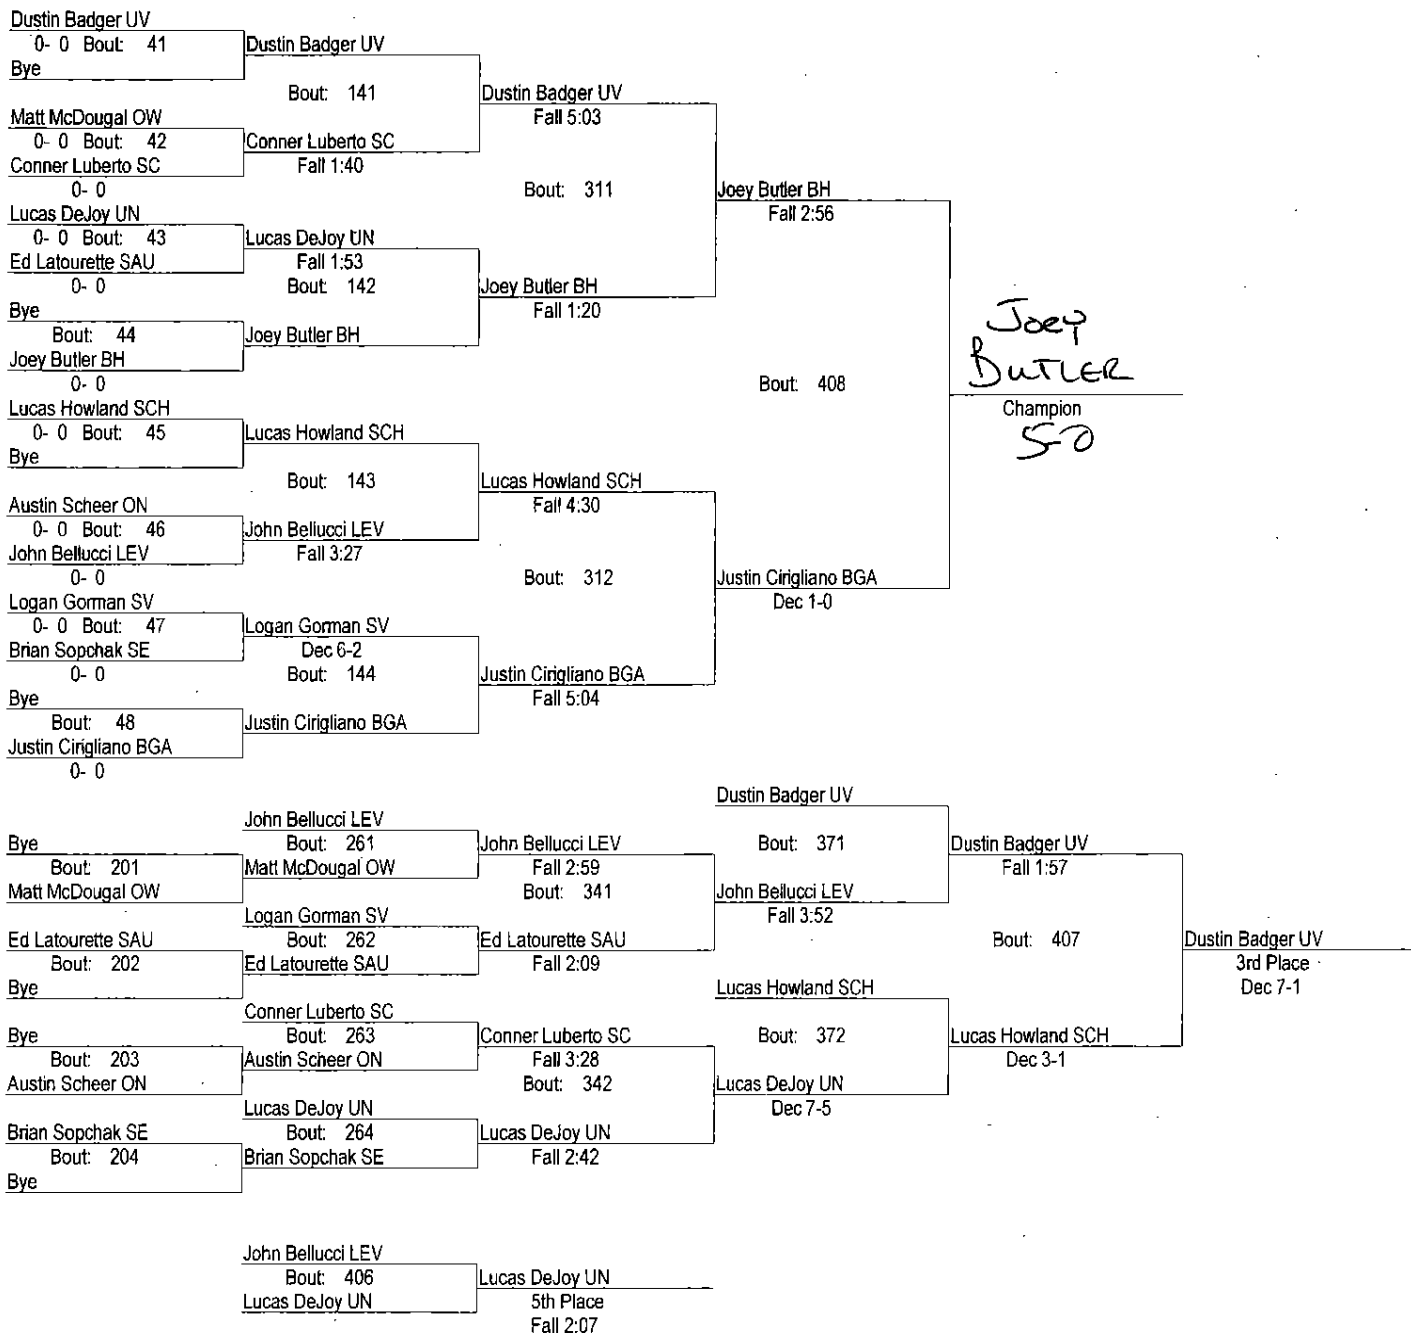 Dustin Badger UV
0- 0 Bout: 41
Bye
Matt McDougal OW
0- 0 Bout: 42
Conner Luberto SC
0- 0
Lucas DeJoy UN
0- 0 Bout: 43
Ed Latourette SAU
0- 0
Bye
Bout: 44
Joey Butler BH
0- 0
Lucas Howland SCH
0- 0 Bout: 45
Bye
Austin Scheer ON
0- 0 Bout: 46
John Bellucci LEV
0- 0
Logan Gorman SV
0- 0 Bout: 47
Brian Sopchak SE
0- 0
Bye
Bout: 48
Justin Cirigliano BGA
0- 0
Dustin Badger UV
Bout: 141
Conner Luberto SC
Fall 1:40
Lucas DeJoy UN
Fall 1:53
Bout: 142
Joey Butler BH
Lucas Howland SCH
Bout: 143
John Bellucci LEV
Fall 3:27
Logan Gorman SV
Dec 6-2
Bout: 144
Justin Cirigliano BGA
Dustin Badger UV
Fall 5:03
Bout: 311
Joey Butler BH
Fall 1:20
Lucas Howland SCH
Fall 4:30
Bout: 312
Justin Cirigliano BGA
Fall 5:04
Joey Butler BH
Fall 2:56
Bout: 408
Justin Cirigliano BGA
Dec 1-0
Joey
BUTLER
Champion
5-0
Bye
Bout: 201
Matt McDougal OW
Ed Latourette SAU
Bout: 202
Bye
Bye
Bout: 203
Austin Scheer ON
Brian Sopchak SE
Bout: 204
Bye
John Bellucci LEV
Bout: 261
Matt McDougal OW
Logan Gorman SV
Bout: 262
Ed Latourette SAU
Conner Luberto SC
Bout: 263
Austin Scheer ON
Lucas DeJoy UN
Bout: 264
Brian Sopchak SE
John Bellucci LEV
Fall 2:59
Bout: 341
Ed Latourette SAU
Fall 2:09
Conner Luberto SC
Fall 3:28
Bout: 342
Lucas DeJoy UN
Fall 2:42
Dustin Badger UV
Bout: 371
John Bellucci LEV
Fall 3:52
Lucas Howland SCH
Bout: 372
Lucas DeJoy UN
Dec 7-5
Dustin Badger UV
Fall 1:57
Bout: 407
Lucas Howland SCH
Dec 3-1
Dustin Badger UV
3rd Place
Dec 7-1
John Bellucci LEV
Bout: 406
Lucas DeJoy UN
Lucas DeJoy UN
5th Place
Fall 2:07